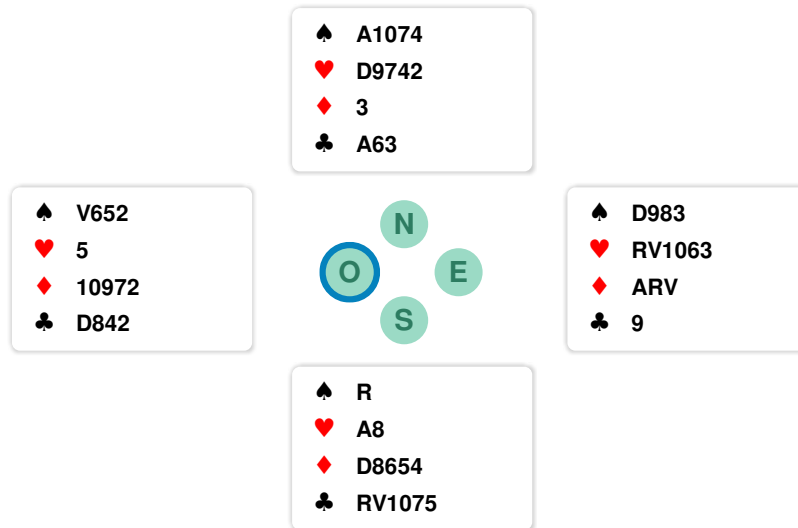 ♠ A1074
♥ D9742
♦ 3
♣ A63
♠ V652
♥ 5
♦ 10972
♣ D842
N
O E
S
♠ D983
♥ RV1063
♦ ARV
♣ 9
♠ R
♥ A8
♦ D8654
♣ RV1075